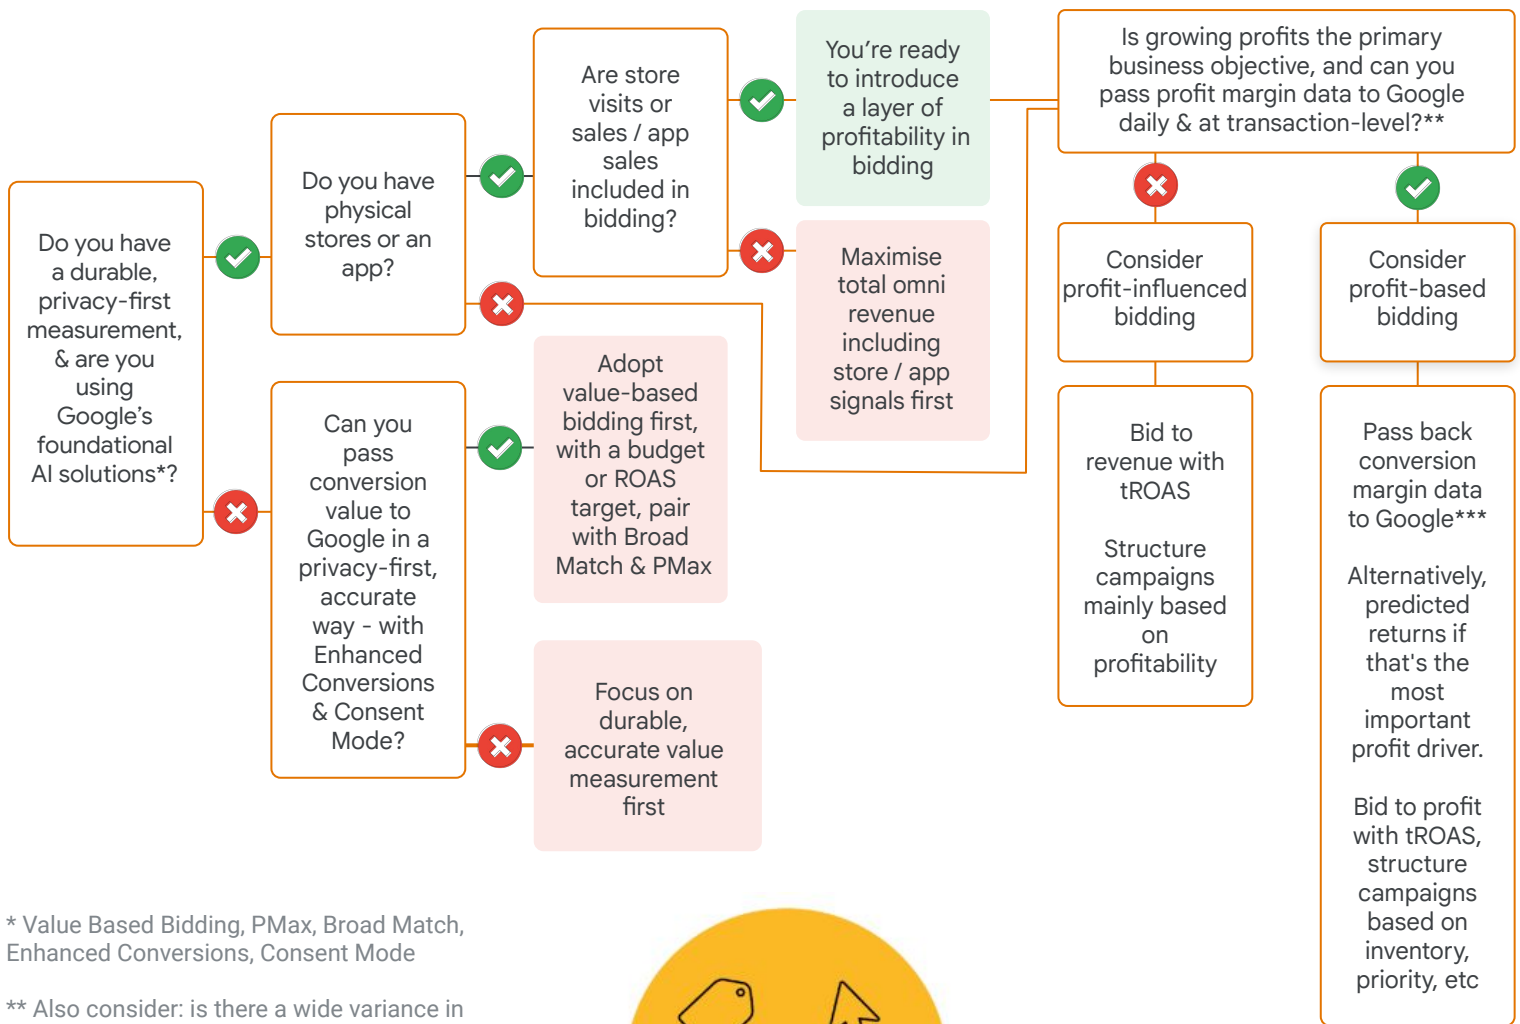 Do you have
a durable,
privacy-first
measurement,
& are you
using
Google's
foundational
AI solutions*?
Do you have
physical
stores or an
app?
Can you
pass
conversion
value to
Google in a
privacy-first,
accurate
way - with
Enhanced
Conversions
& Consent
Mode?
Are store
visits or
sales / app
sales
included in
bidding?
Adopt
value-based
bidding first,
with a budget
or ROAS
target, pair
with Broad
Match & PMax
Focus on
durable,
accurate value
measurement
first
You're ready
to introduce
a layer of
profitability in
bidding
Maximise
total omni
revenue
including
store / app
signals first
Is growing profits the primary
business objective, and can you
pass profit margin data to Google
daily & at transaction-level?**
Consider
profit-influenced
bidding
Bid to
revenue with
tROAS
Structure
campaigns
mainly based
on
profitability
Consider
profit-based
bidding
Pass back
conversion
margin data
to Google***
Alternatively,
predicted
returns if
that's the
most
important
profit driver.
Bid to profit
with tROAS,
structure
campaigns
based on
inventory,
priority, etc
* Value Based Bidding, PMax, Broad Match,
Enhanced Conversions, Consent Mode
** Also consider: is there a wide variance in